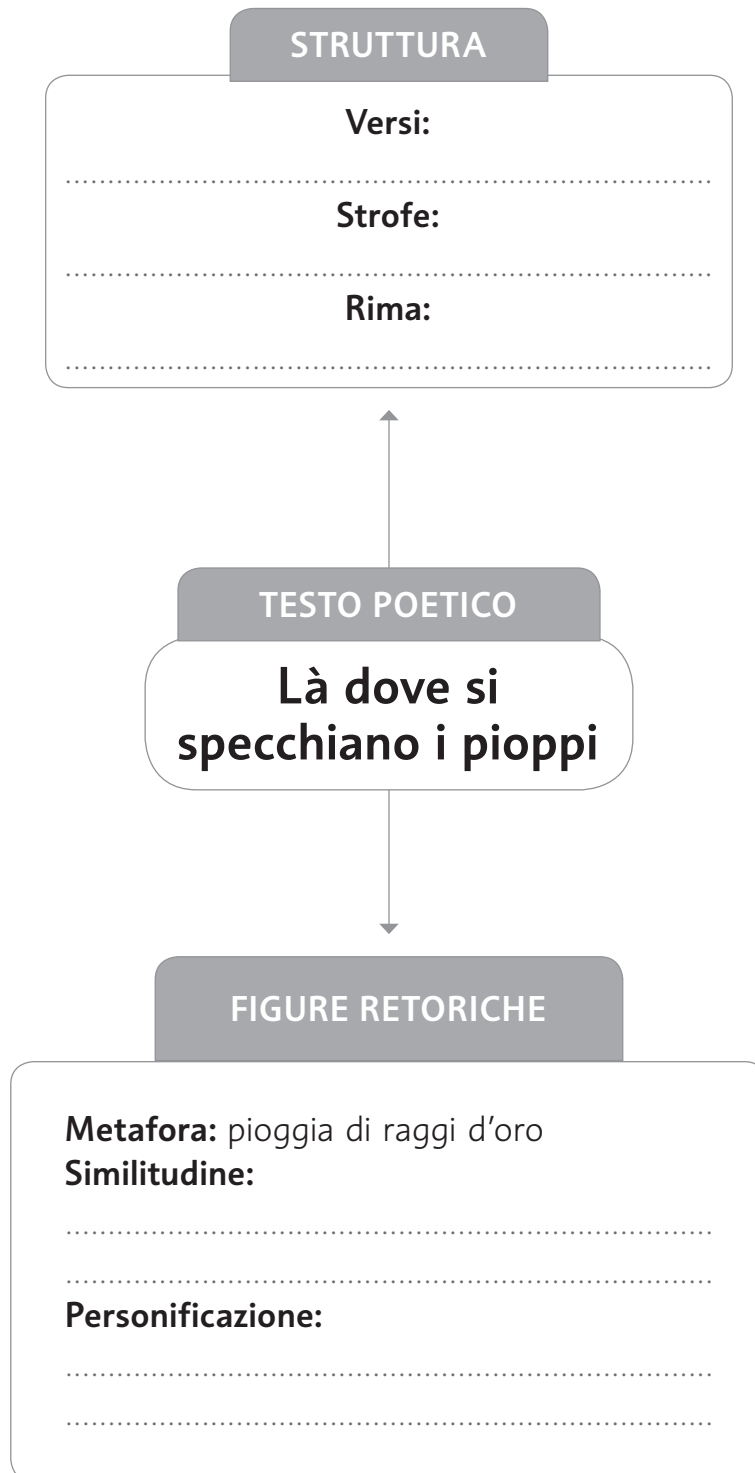 STRUTTURA
Versi:
Strofe:
Rima:
TESTO POETICO
Là dove si
specchiano i pioppi
FIGURE RETORICHE
Metafora: pioggia di raggi d'oro
Similitudine:
Personificazione: